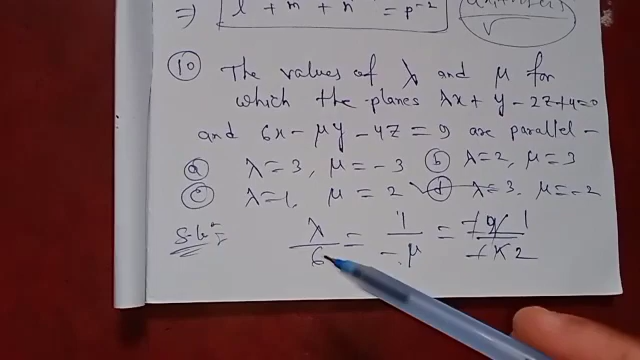 ⇒ l + m + n = p⁻²
(10) The values of λ and μ for
which the planes λx + y - 2z + 4 = 0
and 6x - μy - 4z = 9 are parallel -
(a) λ = 3, μ = -3 (b) λ = 2, μ = 3
(c) λ = 1, μ = 2 (d) λ = 3, μ = -2
Solⁿ:- λ/6 = 1/-μ = 1/2